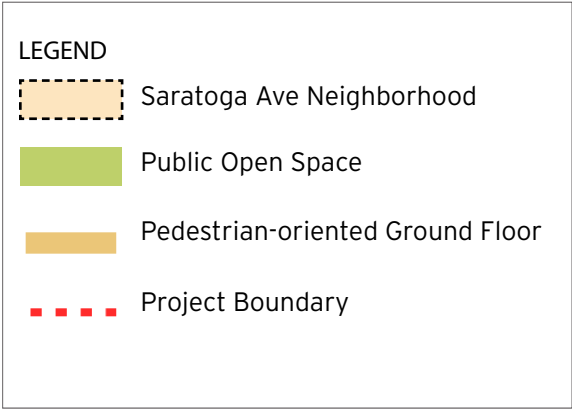 LEGEND
Saratoga Ave Neighborhood
Public Open Space
Pedestrian-oriented Ground Floor
Project Boundary